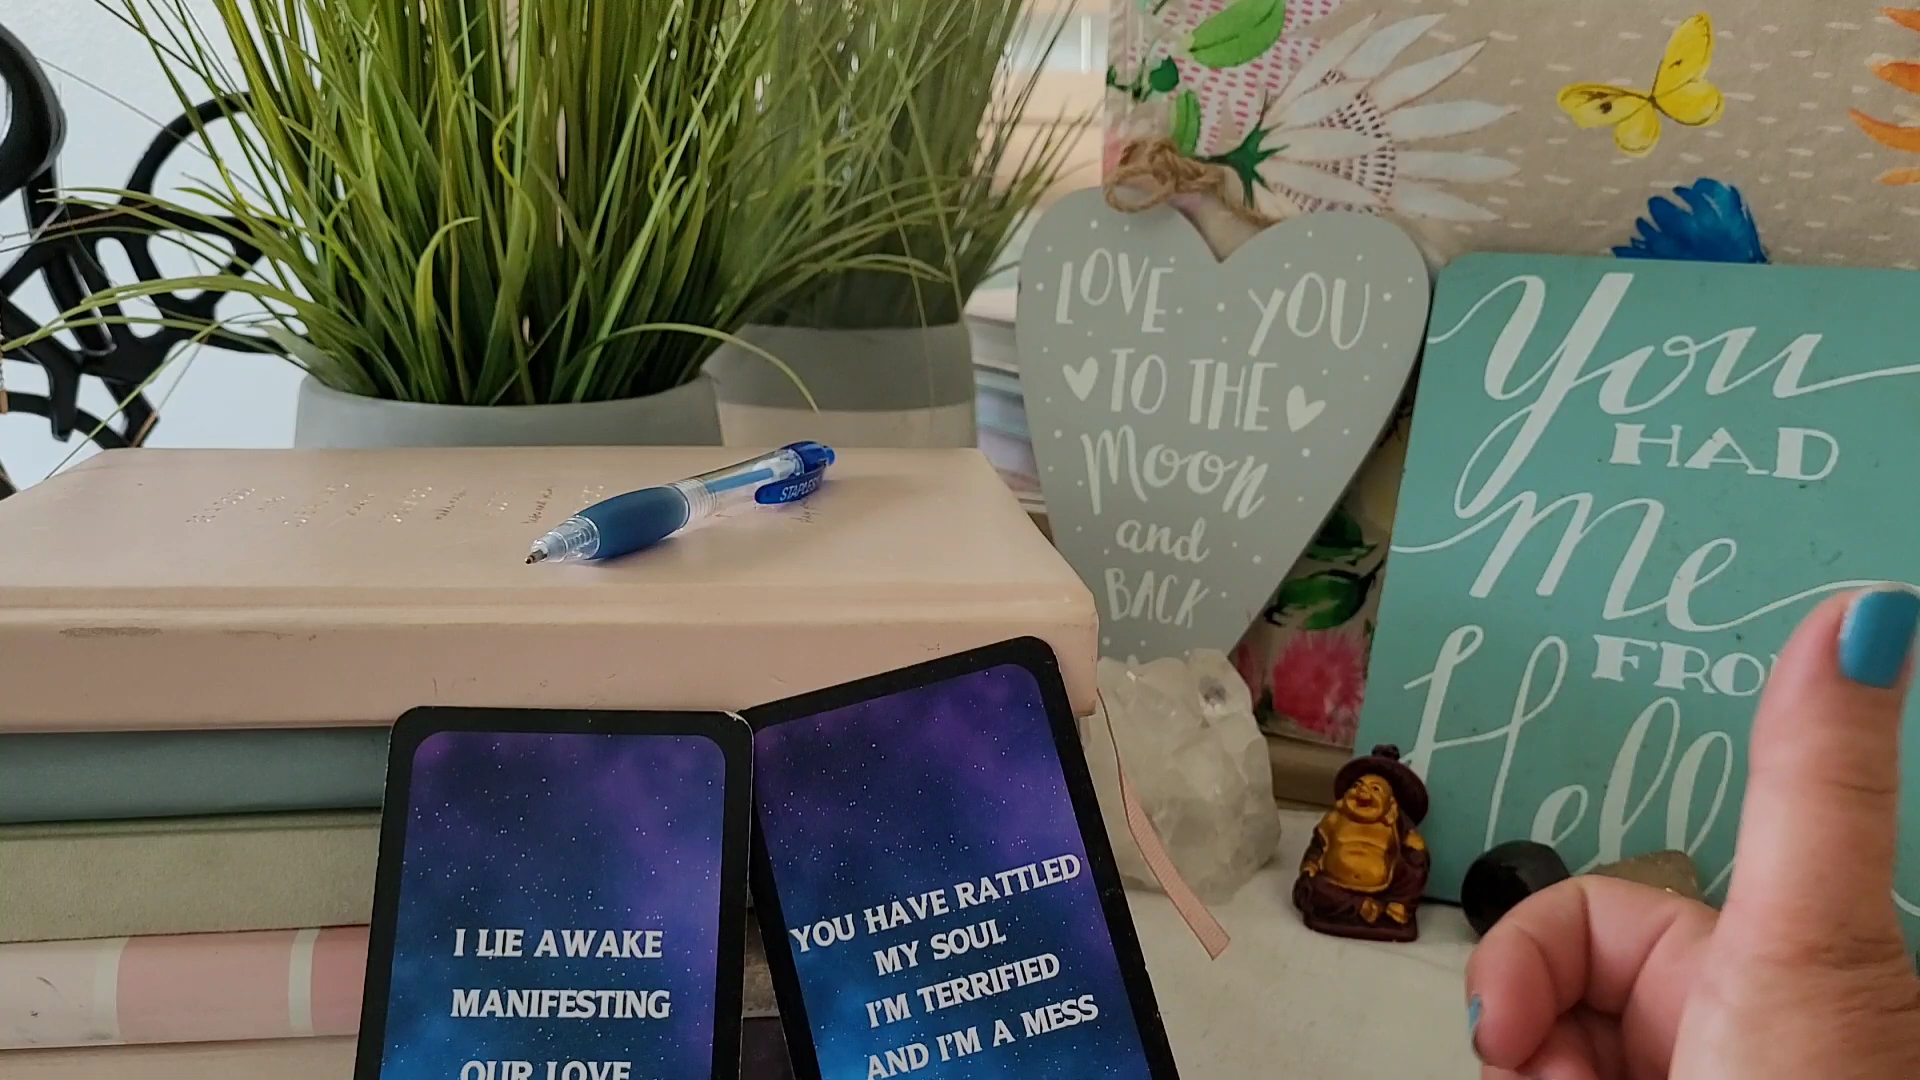 LOVE YOU
TO THE
Moon
and
BACK
You
HAD
Me
FRO
Hell
STAPLES
I LIE AWAKE
MANIFESTING
OUR LOVE
YOU HAVE RATTLED
MY SOUL
I'M TERRIFIED
AND I'M A MESS